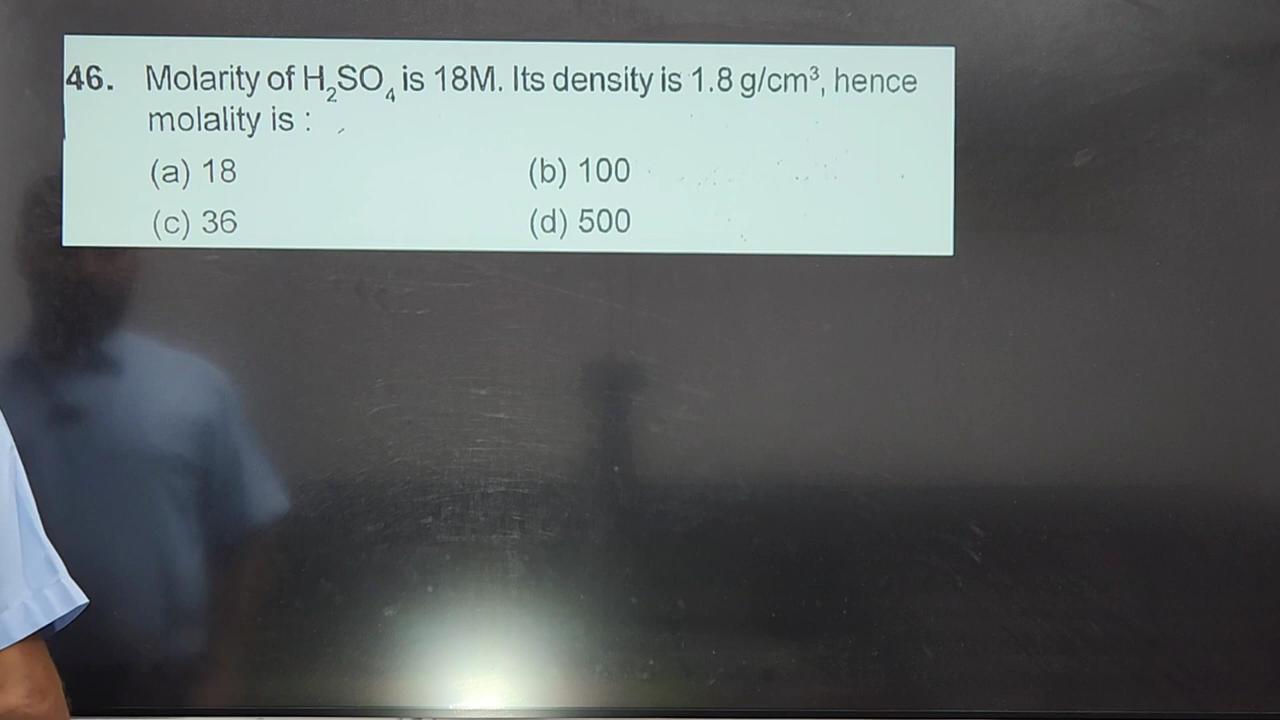 46. Molarity of H₂SO₄ is 18M. Its density is 1.8 g/cm³, hence
molality is :
(a) 18 (b) 100
(c) 36 (d) 500